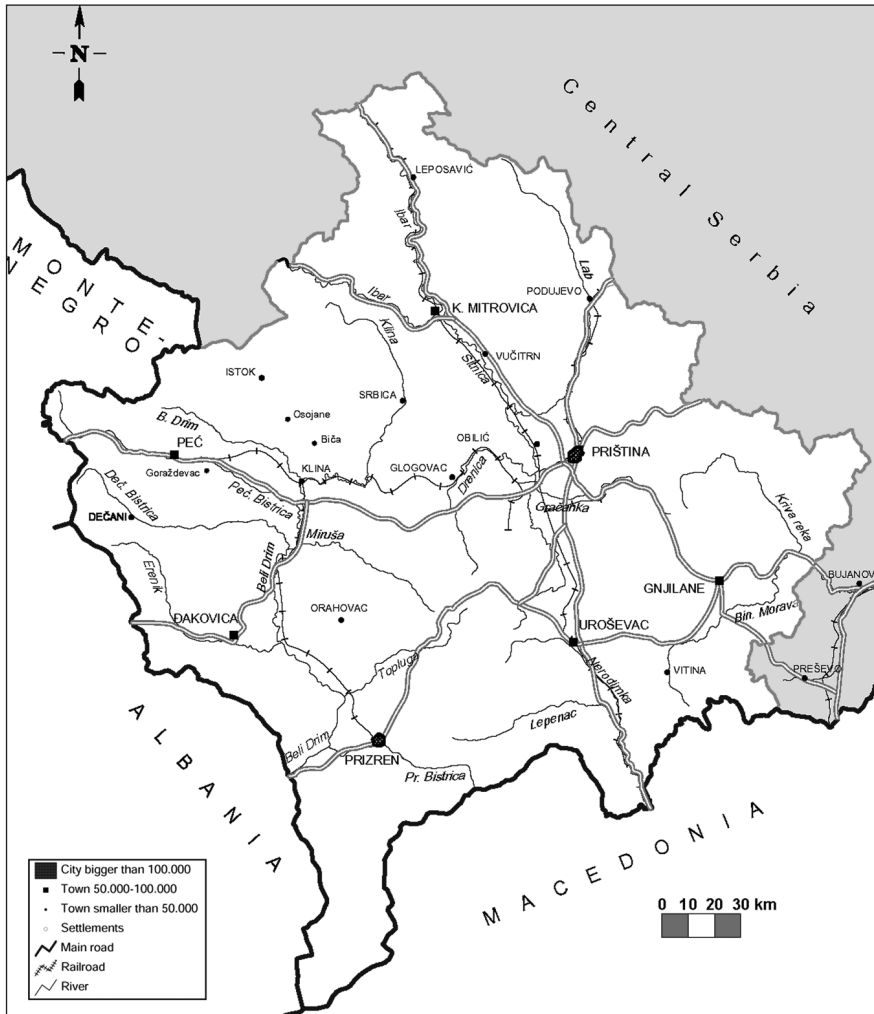 N
Central Serbia
MONTE-
NEGRO
LEPOSAVIĆ
Ibar
Lab
PODUJEVO
Ibar
K. MITROVICA
Klina
VUČITRN
Sitnica
ISTOK
SRBICA
Osojane
B. Drim
PEĆ
Biča
OBILIĆ
PRIŠTINA
Goraždevac
KLINA
GLOGOVAC
Drenica
Peć. Bistrica
Deč. Bistrica
Gračanka
Kriva reka
DEČANI
Miruša
Erenik
Beli Drim
BUJANOV
GNJILANE
ĐAKOVICA
ORAHOVAC
Bin. Morava
UROŠEVAC
Topluga
Nerodimka
VITINA
PREŠEVO
Lepenac
Beli Drim
PRIZREN
Pr. Bistrica
ALBANIA
MACEDONIA
City bigger than 100.000
Town 50.000-100.000
Town smaller than 50.000
Settlements
Main road
Railroad
River
0 10 20 30 km